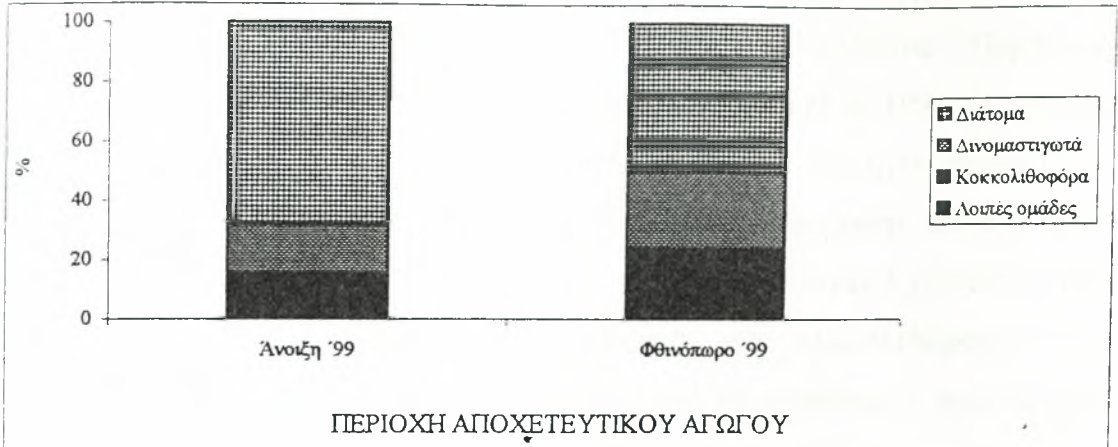 100
80
60
40
20
0
%
Άνοιξη ΄99
Φθινόπωρο ΄99
Διάτομα
Δινομαστιγωτά
Κοκκολιθοφόρα
Λοιπές ομάδες
ΠΕΡΙΟΧΗ ΑΠΟΧΕΤΕΥΤΙΚΟΥ ΑΓΩΓΟΥ